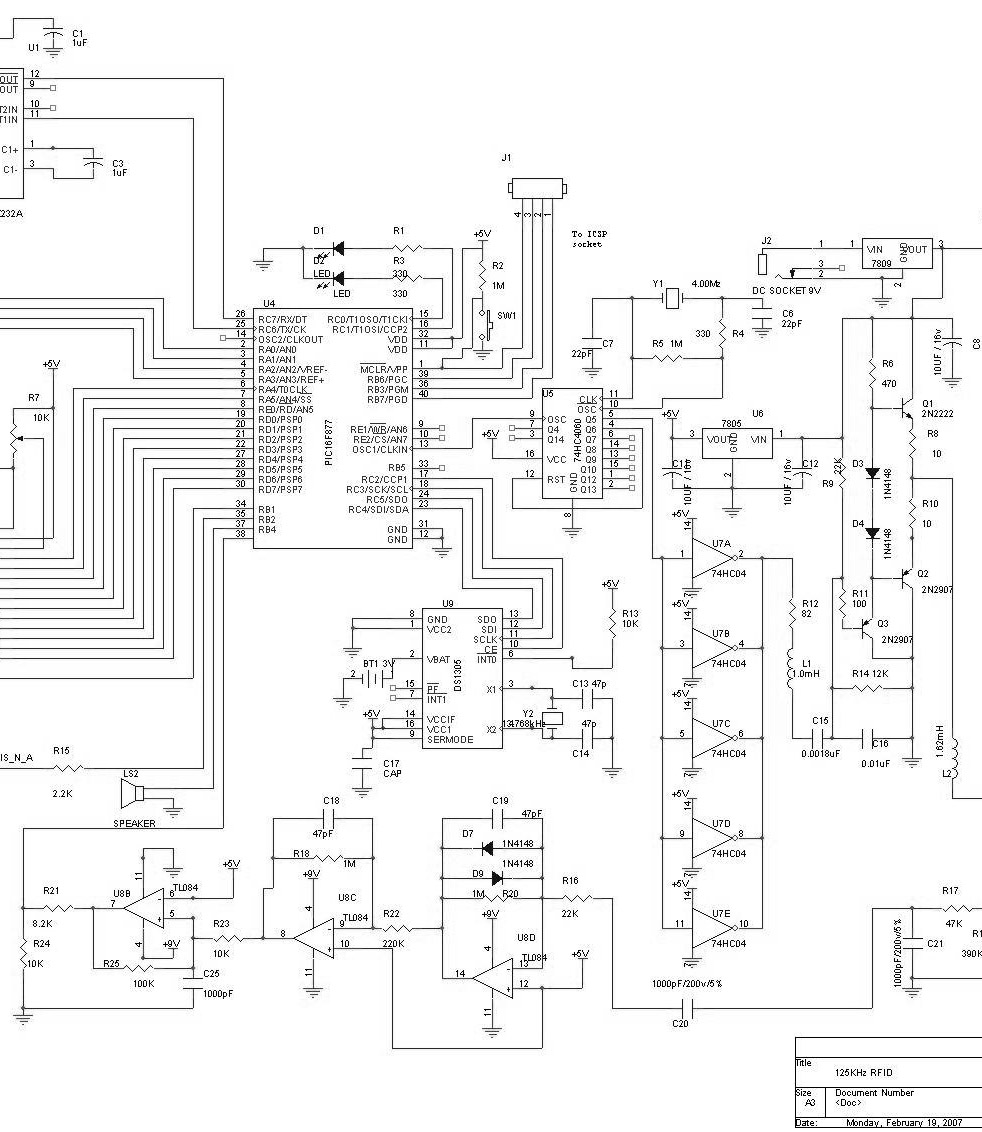 C1
1uF
U1
OUT 12
OUT 9
T2IN 10
T1IN 11
C1+ 1
C1- 3
C3
1uF
232A
J1
4 3 2 1
To ICSP
socket
D1
D2
LED
LED
R1
R3
330
330
+5V
R2
1M
SW1
U4
PIC16F877
26 RC7/RX/DT
25 RC6/TX/CK
14 OSC2/CLKOUT
2 RA0/AN0
3 RA1/AN1
4 RA2/AN2/VREF-
5 RA3/AN3/REF+
6 RA4/T0CLK
7 RA5/AN4/SS
8 RE0/RD/AN5
19 RD0/PSP0
20 RD1/PSP1
21 RD2/PSP2
22 RD3/PSP3
27 RD4/PSP4
28 RD5/PSP5
29 RD6/PSP6
30 RD7/PSP7
34 RB1
35 RB2
37 RB4
38
RC0/T1OSO/T1CKI 15
RC1/T1OSI/CCP2 16
VDD 32
VDD 11
MCLR/VPP 1
RB6/PGC 39
RB3/PGM 36
RB7/PGD 40
RE1/WR/AN6 9
RE2/CS/AN7 10
OSC1/CLKIN 13
RB5 33
RC2/CCP1 17
RC3/SCK/SCL 18
RC5/SDO 24
RC4/SDI/SDA 23
GND 31
GND 12
+5V
R7
10K
Y1 4.00Mz
C7
22pF
C6
22pF
330
R4
R5 1M
U5
74HC4060
9 OSC
7 Q4
3 Q14
16 VCC
12 RST
GND
8
CLK 11
OSC 10
Q5 5
Q6 4
Q7 6
Q8 14
Q9 13
Q10 15
Q12 1
Q13 2
+5V
J2
1
3
2
DC SOCKET 9V
1 VIN VOUT 3
GND
7809
2
+5V
U6
7805
3 VOUT VIN 1
GND
2
10UF / 16v
C12
10UF / 16v
22K
R9
10UF / 16v
C8
R6
470
Q1
2N2222
R8
10
D3
1N4148
R10
10
D4
1N4148
Q2
2N2907
R11
100
Q3
2N2907
R14 12K
C15
0.0018uF
C16
0.01uF
1.62mH
L2
R12
82
L1
1.0mH
+5V
14
U7A
1 2
74HC04
7
+5V
14
U7B
3 4
74HC04
7
+5V
14
U7C
5 6
74HC04
7
+5V
14
U7D
9 8
74HC04
7
+5V
14
U7E
11 10
74HC04
7
U9
DS1305
8 GND
1 VCC2
2 VBAT
15 PF
7 INT1
14 VCCIF
16 VCC1
9 SERMODE
SDO 13
SDI 12
SCLK 11
CE 10
INT0 6
X1 3
X2 2
BT1 3V
2 1
+5V
C17
CAP
+5V
R13
10K
C13 47p
Y2
47p
C14
IS_N_A
R15
2.2K
LS2
SPEAKER
U8B
TL084
11
7
6
5
4
+5V
+9V
R21
8.2K
R24
10K
R25
100K
C25
1000pF
R23
10K
C18
47pF
R18
1M
+9V
U8C
TL084
4
8
9
10
11
R22
220K
C19
47pF
D7
1N4148
1N4148
D9
1M R20
+9V
U8D
TL084
4
14
13
12
11
+5V
R16
22K
1000pF/200v/5%
C20
1000pF/200v/5%
C21
R17
47K
R1
390K
Title
125KHz RFID
Size
A3
Document Number
<Doc>
Date: Monday, February 19, 2007